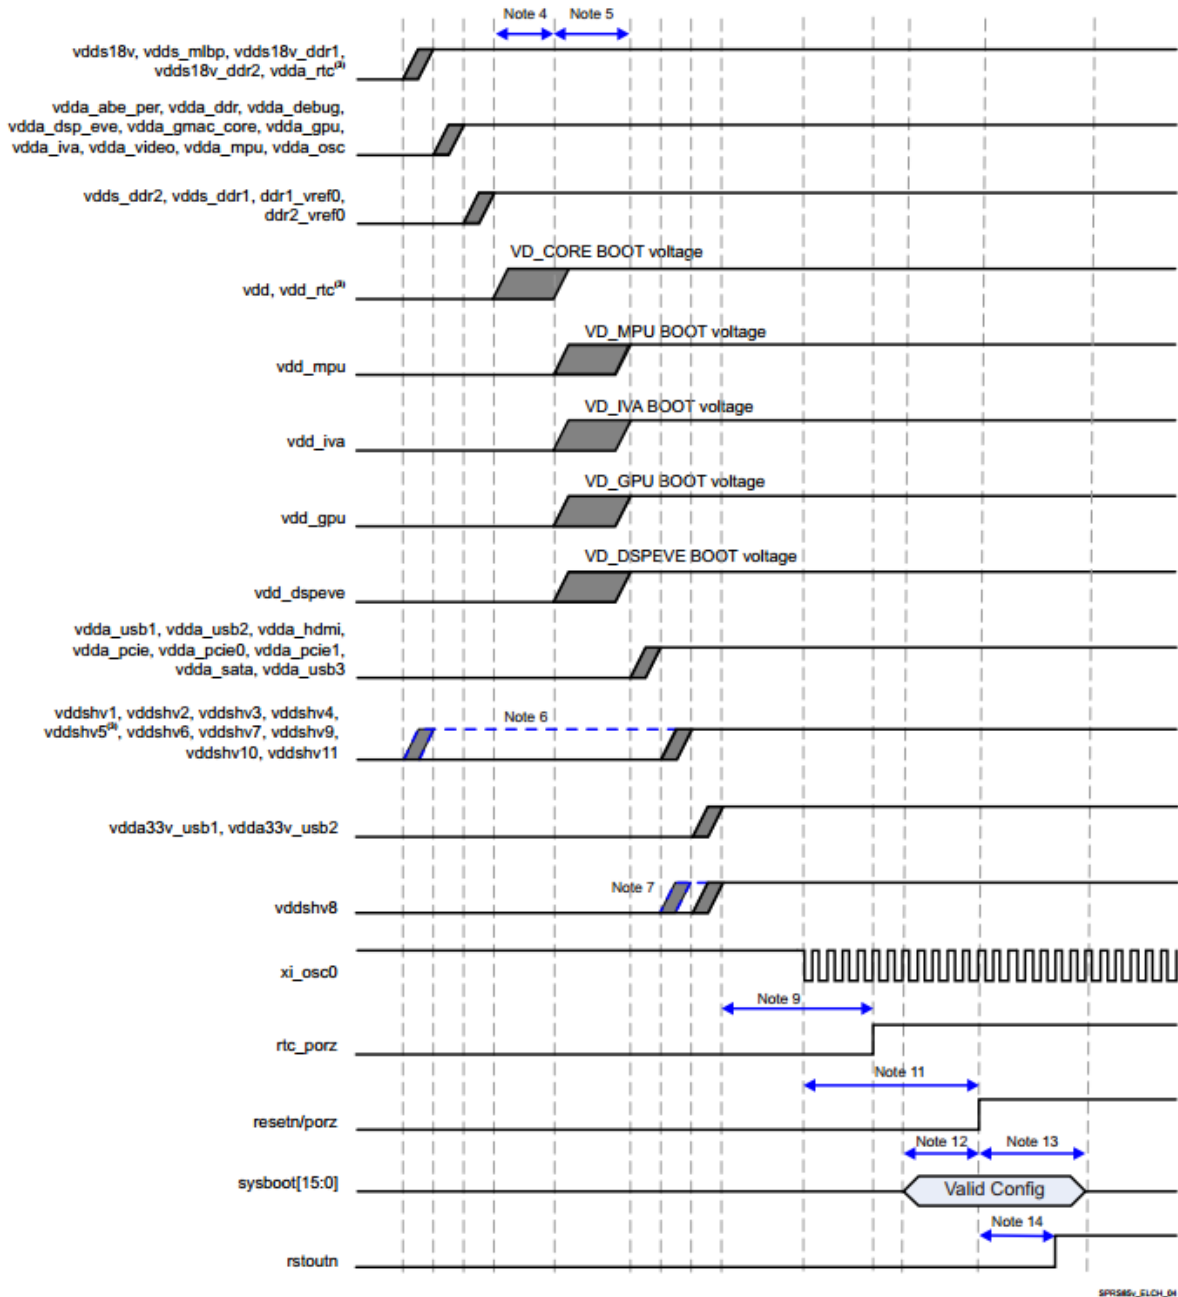 Note 4
Note 5
vdds18v, vdds_mlbp, vdds18v_ddr1,
vdds18v_ddr2, vdda_rtc(3)
vdda_abe_per, vdda_ddr, vdda_debug,
vdda_dsp_eve, vdda_gmac_core, vdda_gpu,
vdda_iva, vdda_video, vdda_mpu, vdda_osc
vdds_ddr2, vdds_ddr1, ddr1_vref0,
ddr2_vref0
VD_CORE BOOT voltage
vdd, vdd_rtc(3)
VD_MPU BOOT voltage
vdd_mpu
VD_IVA BOOT voltage
vdd_iva
VD_GPU BOOT voltage
vdd_gpu
VD_DSPEVE BOOT voltage
vdd_dspeve
vdda_usb1, vdda_usb2, vdda_hdmi,
vdda_pcie, vdda_pcie0, vdda_pcie1,
vdda_sata, vdda_usb3
vddshv1, vddshv2, vddshv3, vddshv4,
vddshv5(3), vddshv6, vddshv7, vddshv9,
vddshv10, vddshv11
Note 6
vdda33v_usb1, vdda33v_usb2
Note 7
vddshv8
xi_osc0
Note 9
rtc_porz
Note 11
resetn/porz
Note 12
Note 13
sysboot[15:0]
Valid Config
Note 14
rstoutn
SPRS85v_ELCH_04